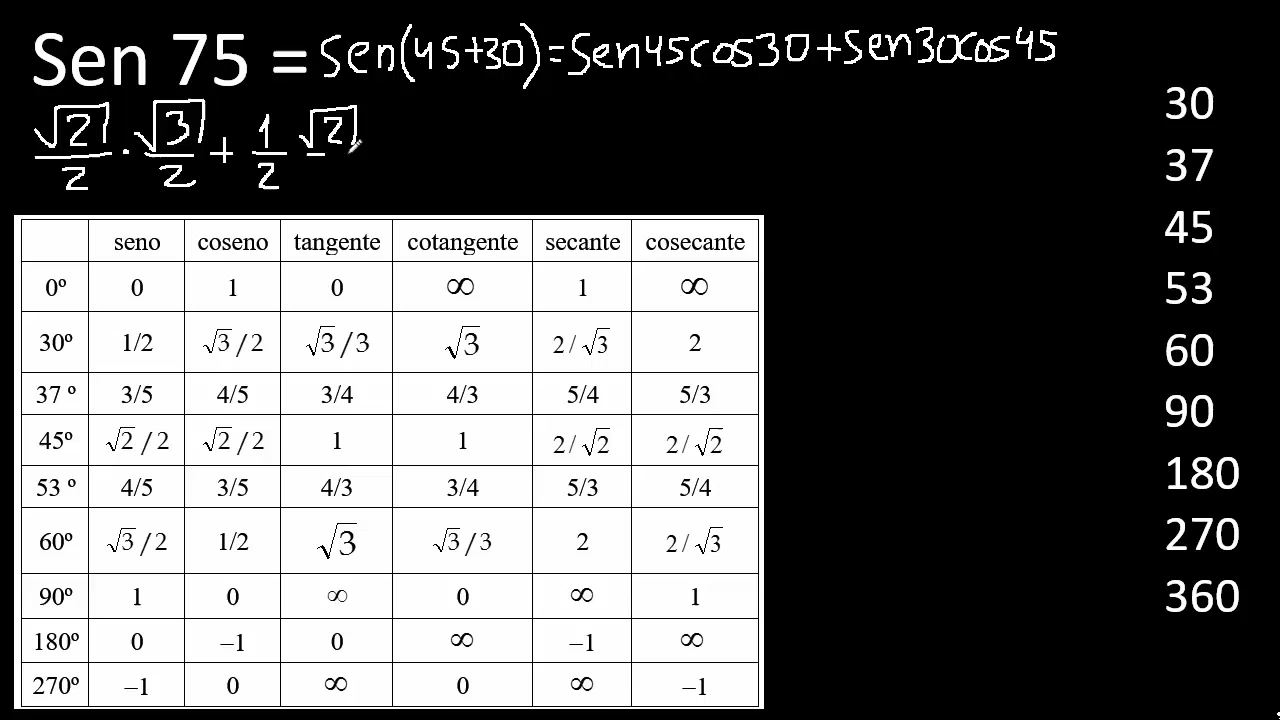 Sen 75 = Sen(45+30)=Sen45cos30+Sen30cos45
√2/2 · √3/2 + 1/2 √2
seno coseno tangente cotangente secante cosecante
0º 0 1 0 ∞ 1 ∞
30º 1/2 √3/2 √3/3 √3 2/√3 2
37 º 3/5 4/5 3/4 4/3 5/4 5/3
45º √2/2 √2/2 1 1 2/√2 2/√2
53 º 4/5 3/5 4/3 3/4 5/3 5/4
60º √3/2 1/2 √3 √3/3 2 2/√3
90º 1 0 ∞ 0 ∞ 1
180º 0 –1 0 ∞ –1 ∞
270º –1 0 ∞ 0 ∞ –1
30
37
45
53
60
90
180
270
360